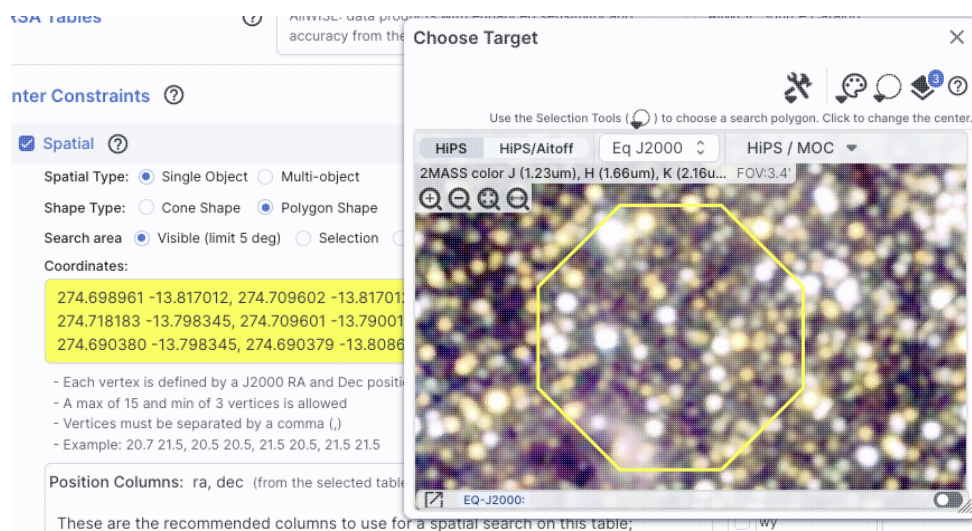 Tables
AllWISE: data products with enhanced sensitivity and
accuracy from the
Choose Target
3
Use the Selection Tools ( ) to choose a search polygon. Click to change the center.
nter Constraints
Spatial
HiPS HiPS/Aitoff Eq J2000 HiPS / MOC
2MASS color J (1.23um), H (1.66um), K (2.16u... FOV:3.4'
Spatial Type: Single Object Multi-object
Shape Type: Cone Shape Polygon Shape
Search area Visible (limit 5 deg) Selection
Coordinates:
274.698961 -13.817012, 274.709602 -13.817012
274.718183 -13.798345, 274.709601 -13.79001
274.690380 -13.798345, 274.690379 -13.8086
- Each vertex is defined by a J2000 RA and Dec positi
- A max of 15 and min of 3 vertices is allowed
- Vertices must be separated by a comma (,)
- Example: 20.7 21.5, 20.5 20.5, 21.5 20.5, 21.5 21.5
Position Columns: ra, dec (from the selected table
EQ-J2000:
These are the recommended columns to use for a spatial search on this table;
wy